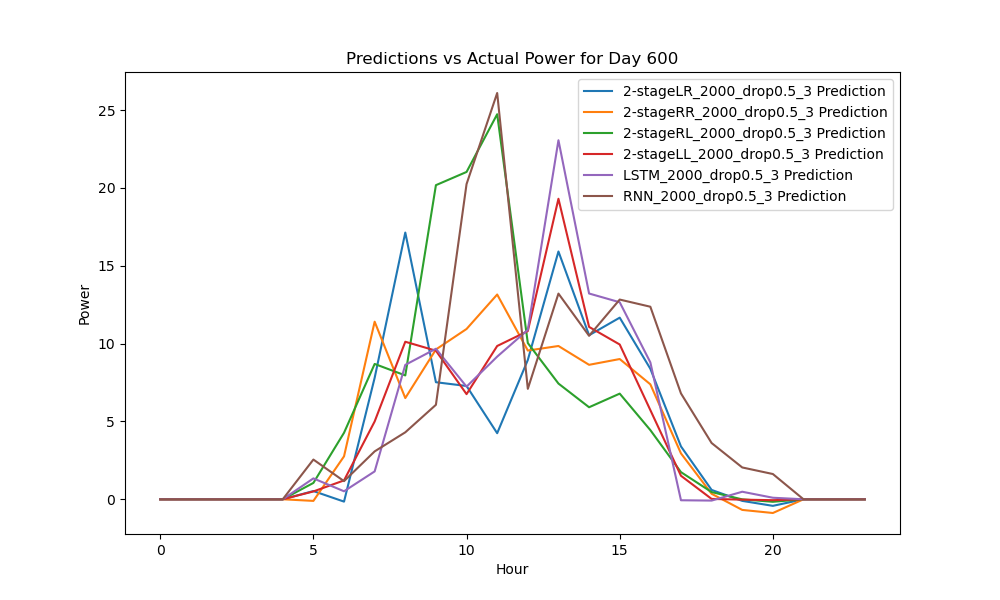 Predictions vs Actual Power for Day 600
2-stageLR_2000_drop0.5_3 Prediction
2-stageRR_2000_drop0.5_3 Prediction
2-stageRL_2000_drop0.5_3 Prediction
2-stageLL_2000_drop0.5_3 Prediction
LSTM_2000_drop0.5_3 Prediction
RNN_2000_drop0.5_3 Prediction
25
20
15
10
5
0
Power
0 5 10 15 20
Hour